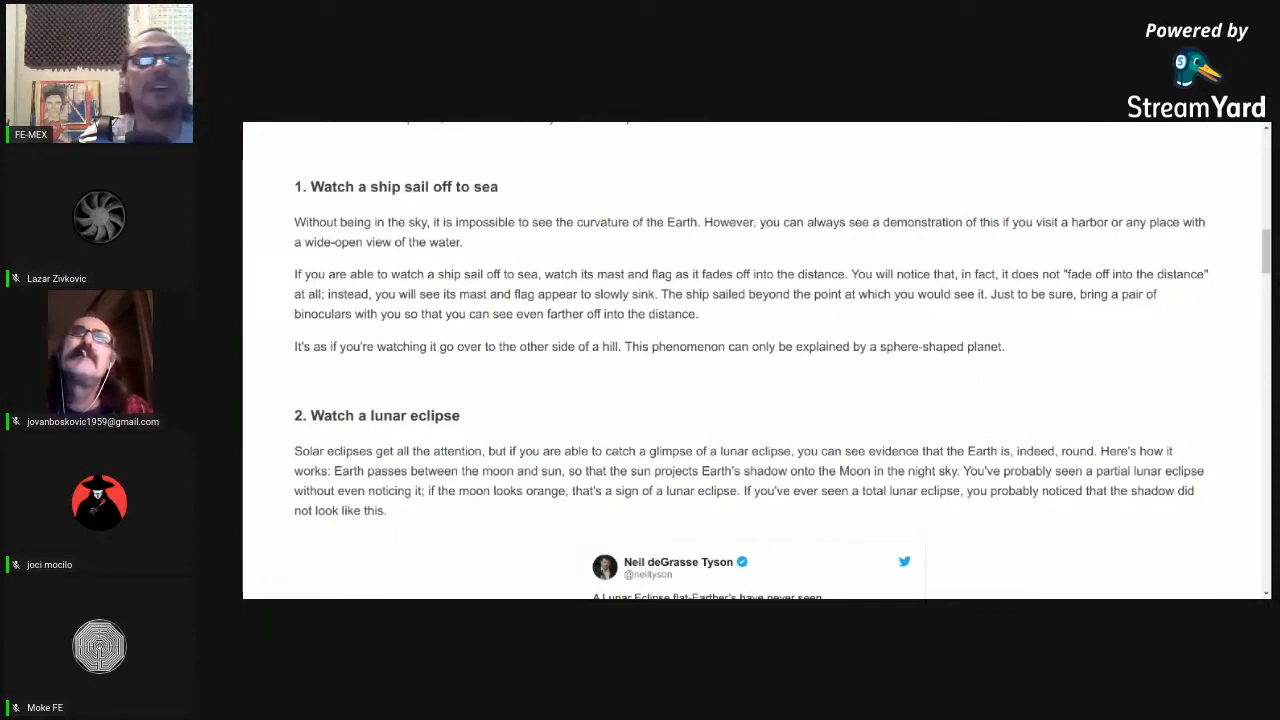 Powered by
StreamYard
FE-MEX
Lazar Zivkovic
jovanboskovic1959@gmail.com
joci mocilo
Moke FE
1. Watch a ship sail off to sea
Without being in the sky, it is impossible to see the curvature of the Earth. However, you can always see a demonstration of this if you visit a harbor or any place with
a wide-open view of the water.
If you are able to watch a ship sail off to sea, watch its mast and flag as it fades off into the distance. You will notice that, in fact, it does not "fade off into the distance"
at all; instead, you will see its mast and flag appear to slowly sink. The ship sailed beyond the point at which you would see it. Just to be sure, bring a pair of
binoculars with you so that you can see even farther off into the distance.
It's as if you're watching it go over to the other side of a hill. This phenomenon can only be explained by a sphere-shaped planet.
2. Watch a lunar eclipse
Solar eclipses get all the attention, but if you are able to catch a glimpse of a lunar eclipse, you can see evidence that the Earth is, indeed, round. Here's how it
works: Earth passes between the moon and sun, so that the sun projects Earth's shadow onto the Moon in the night sky. You've probably seen a partial lunar eclipse
without even noticing it; if the moon looks orange, that's a sign of a lunar eclipse. If you've ever seen a total lunar eclipse, you probably noticed that the shadow did
not look like this.
Neil deGrasse Tyson
@neiltyson
A Lunar Eclipse flat-Earther's have never seen